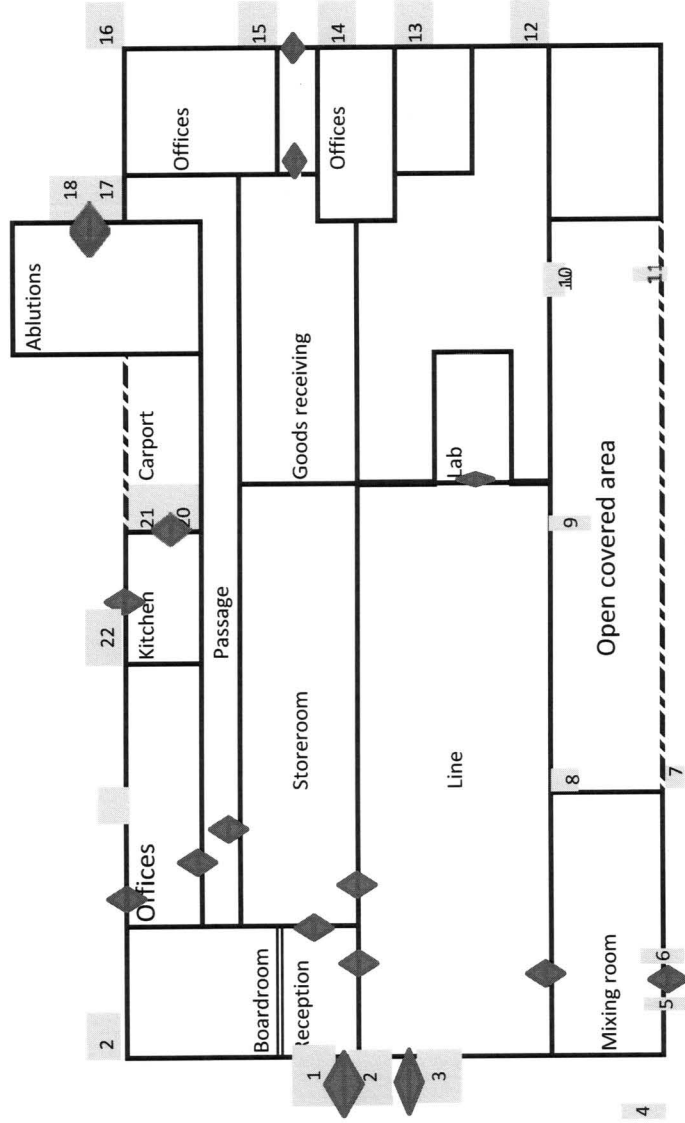 Ablutions
18
2
22
17
16
Offices
Kitchen
Carport
21
20
Offices
Passage
Boardroom
15
Reception
Storeroom
Goods receiving
1
Offices
14
2
13
3
Line
Lab
12
8
9
10
Mixing room
Open covered area
4
5
6
7
11